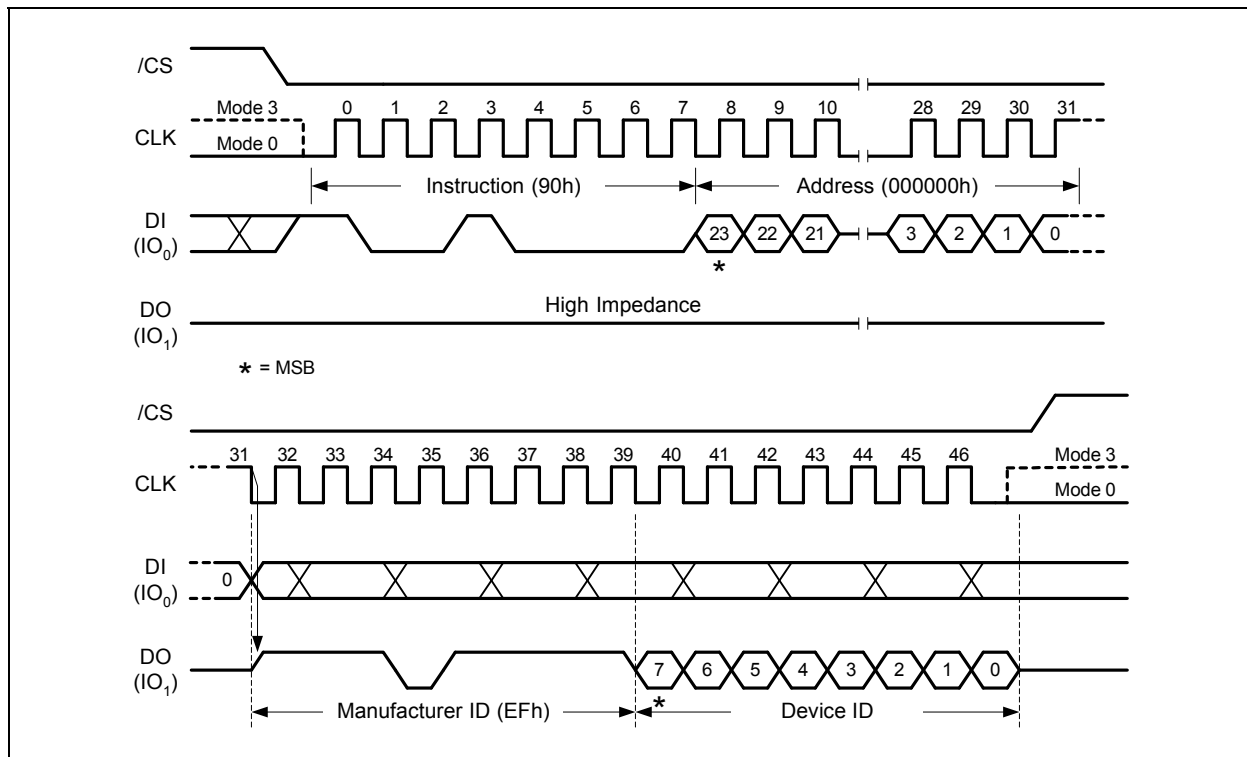 /CS
Mode 3 0 1 2 3 4 5 6 7 8 9 10 28 29 30 31
CLK
Mode 0
Instruction (90h) Address (000000h)
DI
(IO0) 23 22 21 3 2 1 0
*
High Impedance
DO
(IO1)
* = MSB
/CS
31 32 33 34 35 36 37 38 39 40 41 42 43 44 45 46 Mode 3
CLK
Mode 0
DI
(IO0) 0
DO
(IO1) 7 6 5 4 3 2 1 0
*
Manufacturer ID (EFh) Device ID